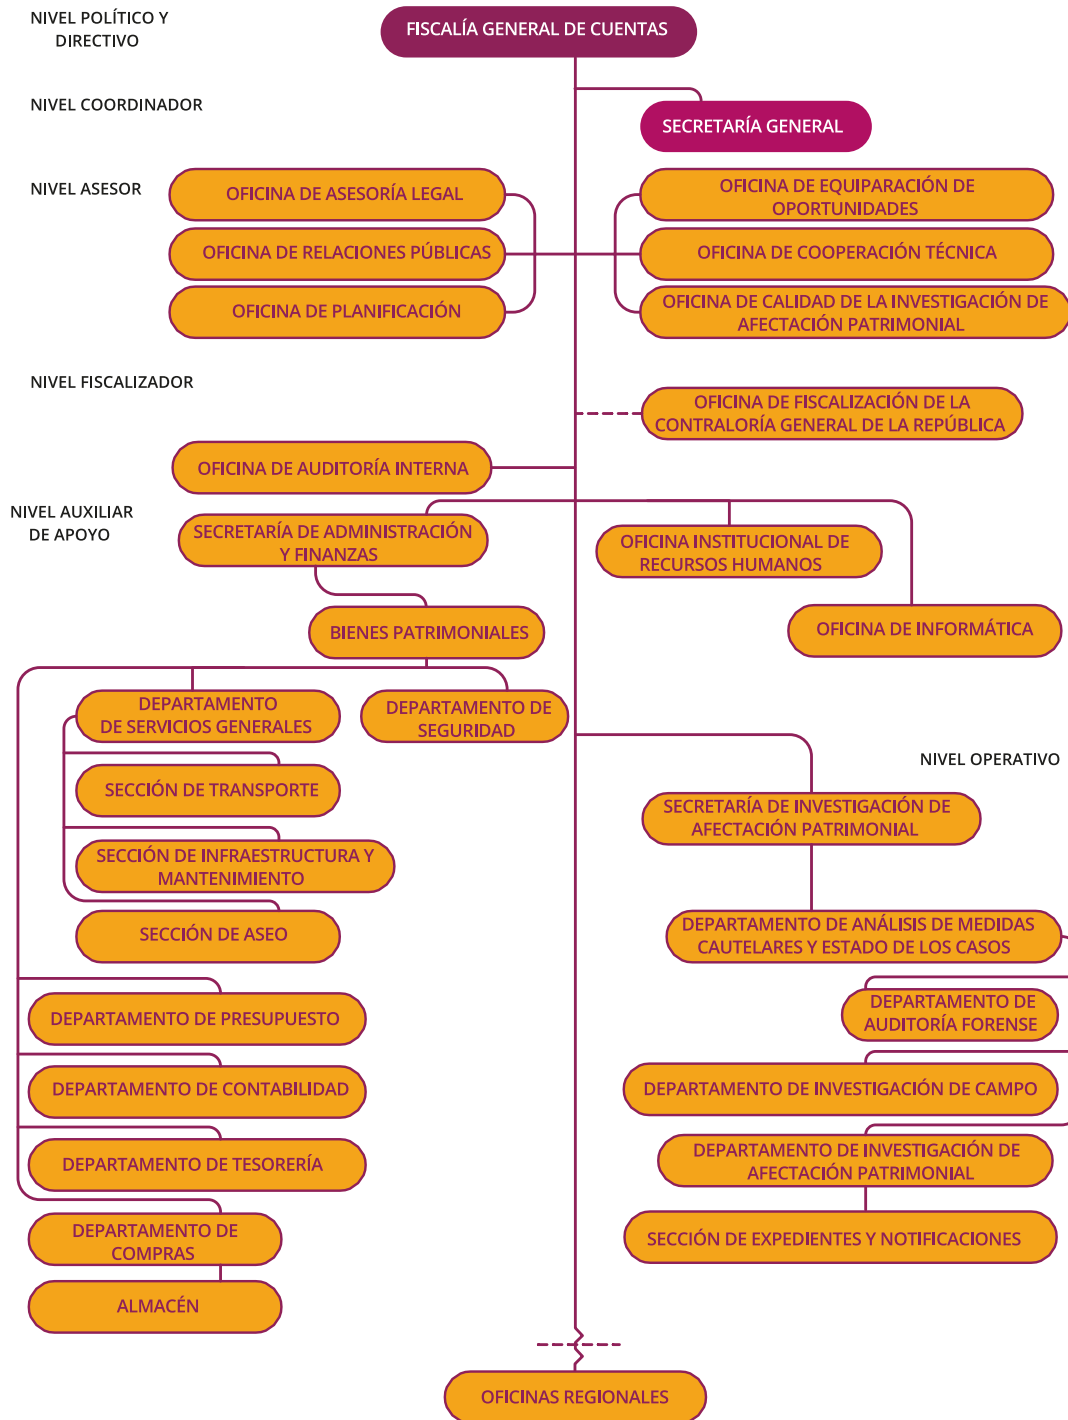 NIVEL POLÍTICO Y
DIRECTIVO
FISCALÍA GENERAL DE CUENTAS
NIVEL COORDINADOR
SECRETARÍA GENERAL
NIVEL ASESOR
OFICINA DE ASESORÍA LEGAL
OFICINA DE EQUIPARACIÓN DE
OPORTUNIDADES
OFICINA DE RELACIONES PÚBLICAS
OFICINA DE COOPERACIÓN TÉCNICA
OFICINA DE PLANIFICACIÓN
OFICINA DE CALIDAD DE LA INVESTIGACIÓN DE
AFECTACIÓN PATRIMONIAL
NIVEL FISCALIZADOR
OFICINA DE FISCALIZACIÓN DE LA
CONTRALORÍA GENERAL DE LA REPÚBLICA
OFICINA DE AUDITORÍA INTERNA
NIVEL AUXILIAR
DE APOYO
SECRETARÍA DE ADMINISTRACIÓN
Y FINANZAS
OFICINA INSTITUCIONAL DE
RECURSOS HUMANOS
OFICINA DE INFORMÁTICA
BIENES PATRIMONIALES
DEPARTAMENTO
DE SERVICIOS GENERALES
DEPARTAMENTO DE
SEGURIDAD
SECCIÓN DE TRANSPORTE
SECCIÓN DE INFRAESTRUCTURA Y
MANTENIMIENTO
SECCIÓN DE ASEO
DEPARTAMENTO DE PRESUPUESTO
DEPARTAMENTO DE CONTABILIDAD
DEPARTAMENTO DE TESORERÍA
DEPARTAMENTO DE
COMPRAS
ALMACÉN
NIVEL OPERATIVO
SECRETARÍA DE INVESTIGACIÓN DE
AFECTACIÓN PATRIMONIAL
DEPARTAMENTO DE ANÁLISIS DE MEDIDAS
CAUTELARES Y ESTADO DE LOS CASOS
DEPARTAMENTO DE
AUDITORÍA FORENSE
DEPARTAMENTO DE INVESTIGACIÓN DE CAMPO
DEPARTAMENTO DE INVESTIGACIÓN DE
AFECTACIÓN PATRIMONIAL
SECCIÓN DE EXPEDIENTES Y NOTIFICACIONES
OFICINAS REGIONALES